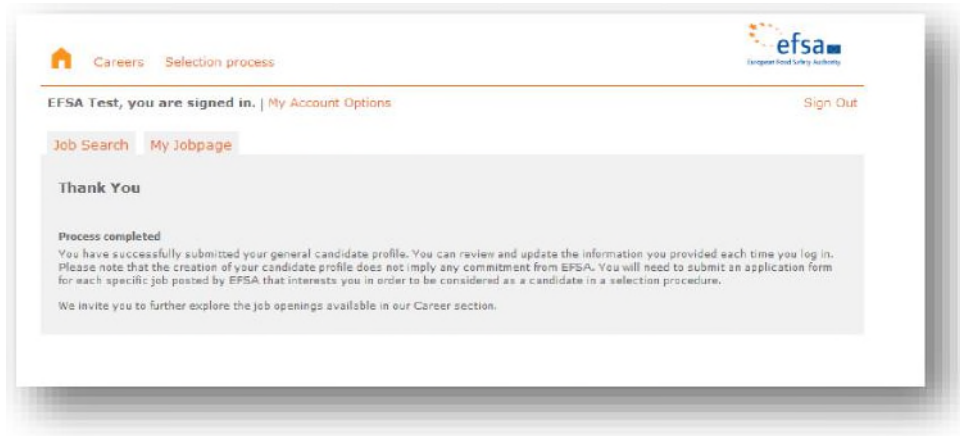 Careers Selection process
efsa
European Food Safety Authority
EFSA Test, you are signed in. | My Account Options Sign Out
Job Search My Jobpage
Thank You
Process completed
You have successfully submitted your general candidate profile. You can review and update the information you provided each time you log in.
Please note that the creation of your candidate profile does not imply any commitment from EFSA. You will need to submit an application form
for each specific job posted by EFSA that interests you in order to be considered as a candidate in a selection procedure.
We invite you to further explore the job openings available in our Career section.